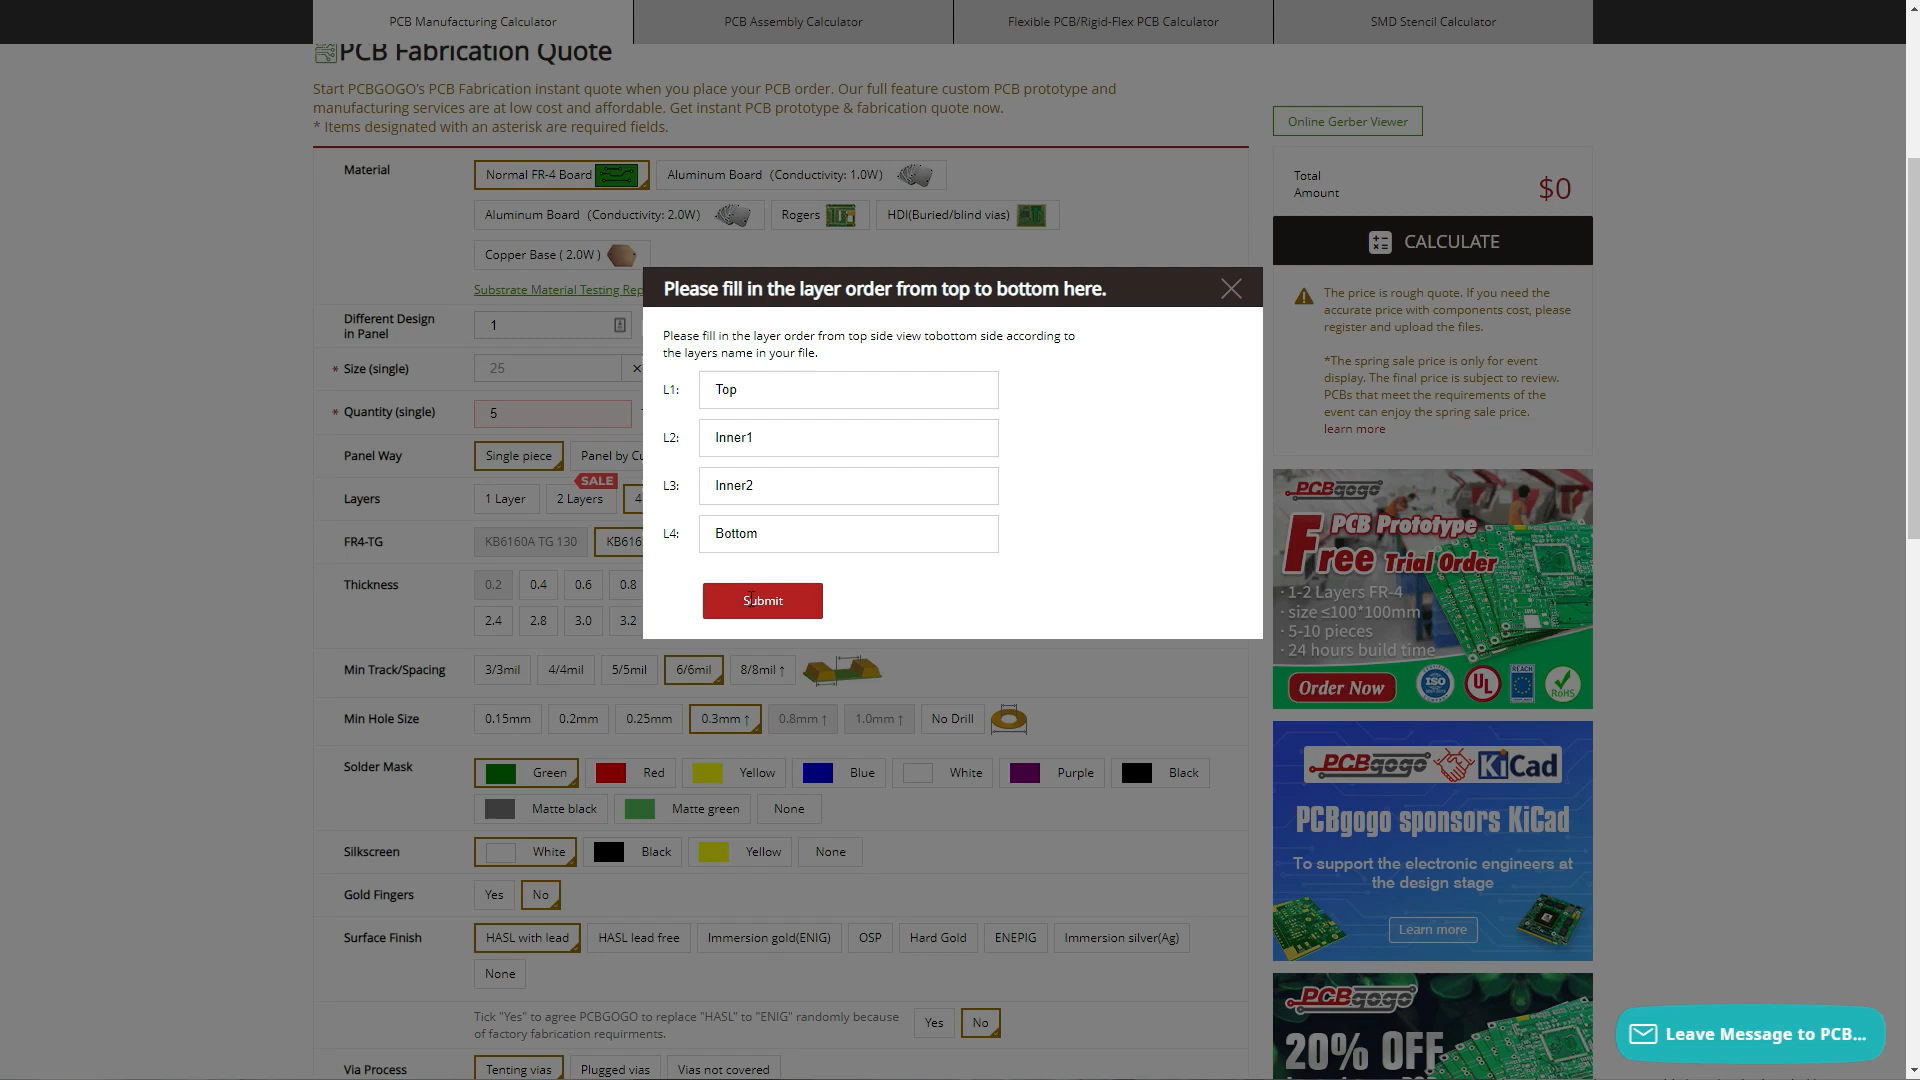 PCB Manufacturing Calculator
PCB Assembly Calculator
Flexible PCB/Rigid-Flex PCB Calculator
SMD Stencil Calculator
PCB Fabrication Quote
Start PCBGOGO's PCB Fabrication instant quote when you place your PCB order. Our full feature custom PCB prototype and
manufacturing services are at low cost and affordable. Get instant PCB prototype & fabrication quote now.
* Items designated with an asterisk are required fields.
Material
Normal FR-4 Board
Aluminum Board (Conductivity: 1.0W)
Aluminum Board (Conductivity: 2.0W)
Rogers
HDI(Buried/blind vias)
Copper Base ( 2.0W )
Substrate Material Testing Rep
Different Design
in Panel
1
* Size (single)
25
×
* Quantity (single)
5
Panel Way
Single piece
Panel by Cu
Layers
1 Layer
2 Layers
SALE
4
FR4-TG
KB6160A TG 130
KB616
Thickness
0.2
0.4
0.6
0.8
2.4
2.8
3.0
3.2
Please fill in the layer order from top to bottom here.
Please fill in the layer order from top side view tobottom side according to
the layers name in your file.
L1:
Top
L2:
Inner1
L3:
Inner2
L4:
Bottom
Submit
Min Track/Spacing
3/3mil
4/4mil
5/5mil
6/6mil
8/8mil ↑
Min Hole Size
0.15mm
0.2mm
0.25mm
0.3mm ↑
0.8mm ↑
1.0mm ↑
No Drill
Solder Mask
Green
Red
Yellow
Blue
White
Purple
Black
Matte black
Matte green
None
Silkscreen
White
Black
Yellow
None
Gold Fingers
Yes
No
Surface Finish
HASL with lead
HASL lead free
Immersion gold(ENIG)
OSP
Hard Gold
ENEPIG
Immersion silver(Ag)
None
Tick "Yes" to agree PCBGOGO to replace "HASL" to "ENIG" randomly because
of factory fabrication requirments.
Yes
No
Via Process
Tenting vias
Plugged vias
Vias not covered
Online Gerber Viewer
Total
Amount
$0
CALCULATE
The price is rough quote. If you need the
accurate price with components cost, please
register and upload the files.
*The spring sale price is only for event
display. The final price is subject to review.
PCBs that meet the requirements of the
event can enjoy the spring sale price.
learn more
PCBgogo
PCB Prototype
Free Trial Order
· 1-2 Layers FR-4
· size ≤100*100mm
· 5-10 pieces
· 24 hours build time
Order Now
ISO
UL
REACH
RoHS
PCBgogo
KiCad
PCBgogo sponsors KiCad
To support the electronic engineers at
the design stage
Learn more
PCBgogo
20% OFF
Leave Message to PCB...